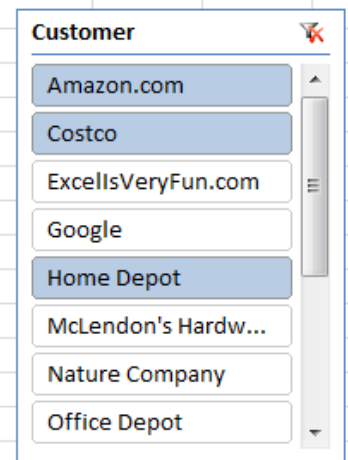 Customer
Amazon.com
Costco
ExcelIsVeryFun.com
Google
Home Depot
McLendon's Hardw...
Nature Company
Office Depot